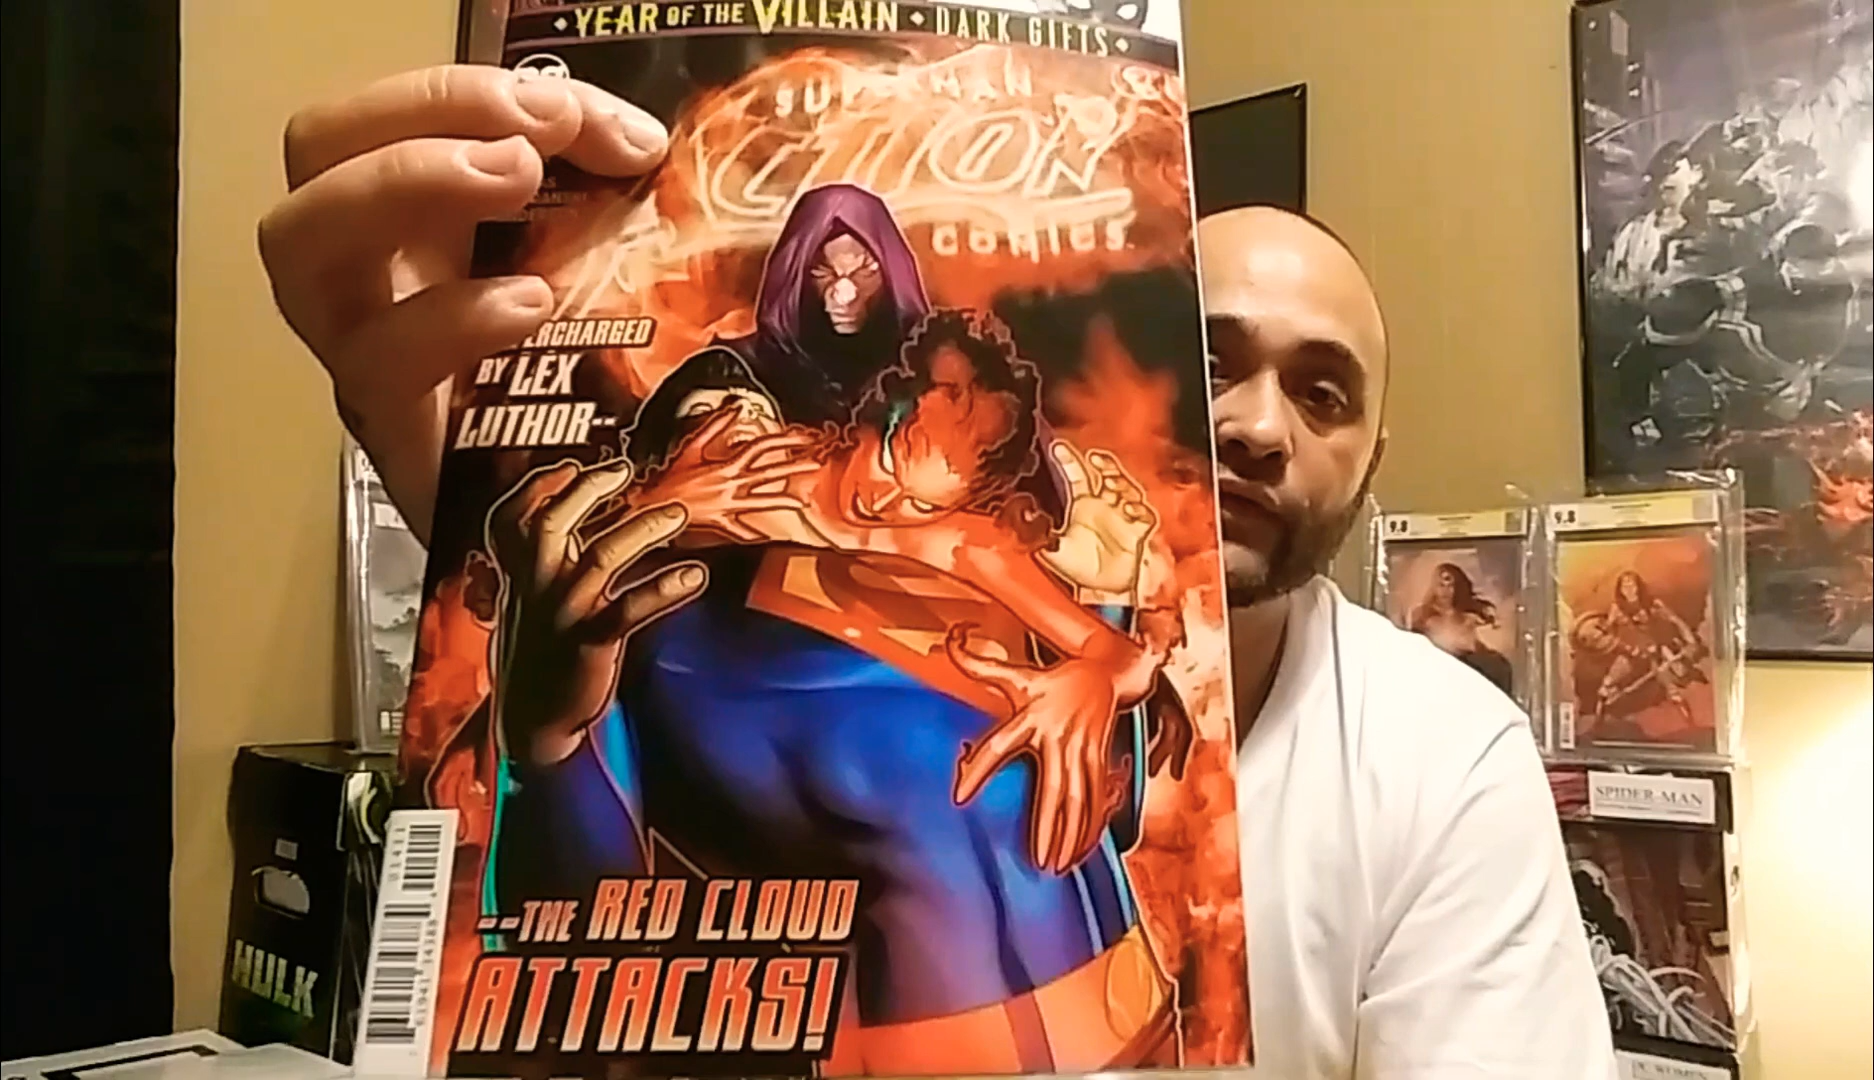 YEAR OF THE VILLAIN • DARK GIFTS
SUPERMAN
ACTION
COMICS
BY LEX
LUTHOR--
--THE RED CLOUD
ATTACKS!
9.8
9.8
SPIDER-MAN
HULK